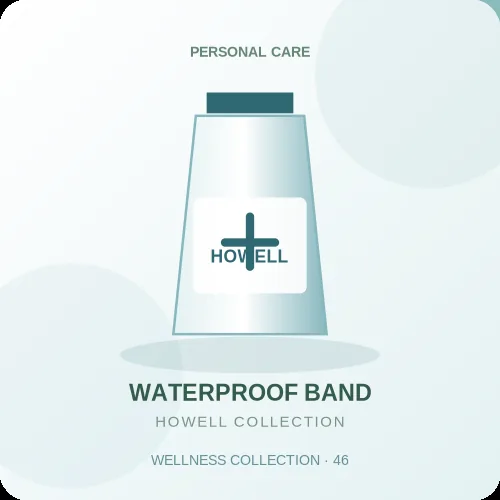 PERSONAL CARE
HOWELL
WATERPROOF BAND
HOWELL COLLECTION
WELLNESS COLLECTION · 46